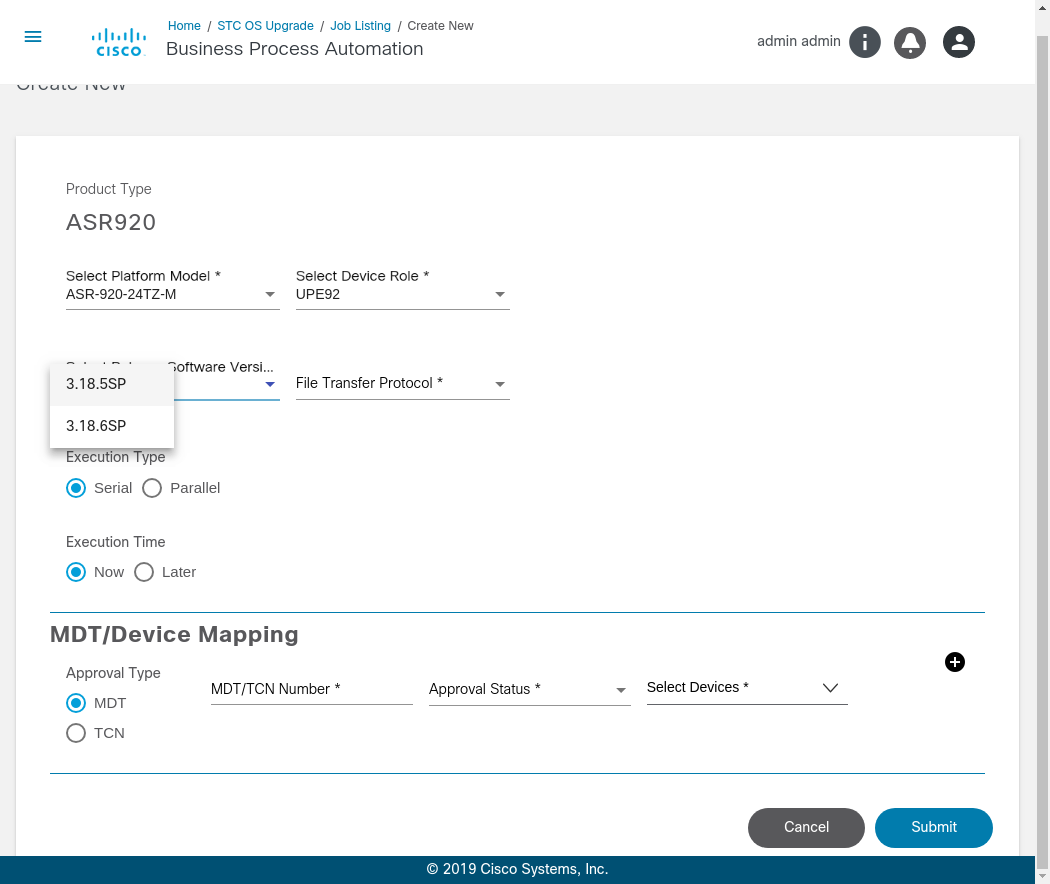 Home / STC OS Upgrade / Job Listing / Create New
CISCO
Business Process Automation
admin admin
Create New
Product Type
ASR920
Select Platform Model *
Select Device Role *
ASR-920-24TZ-M
UPE92
Software Versi...
3.18.5SP
File Transfer Protocol *
3.18.6SP
Execution Type
Serial
Parallel
Execution Time
Now
Later
MDT/Device Mapping
Approval Type
MDT/TCN Number *
Approval Status *
Select Devices *
MDT
TCN
Cancel
Submit
© 2019 Cisco Systems, Inc.